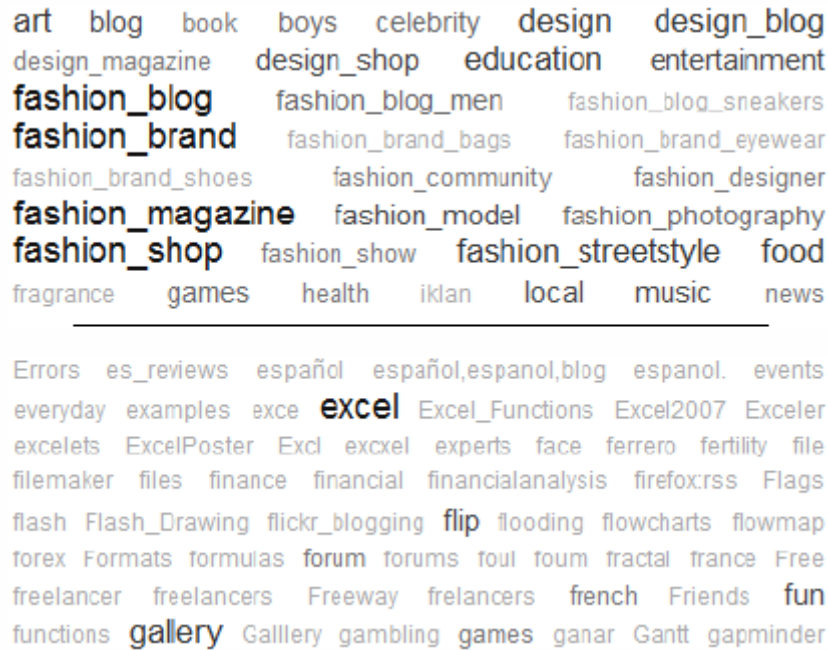 art blog book boys celebrity design design_blog
design_magazine design_shop education entertainment
fashion_blog fashion_blog_men fashion_blog_sneakers
fashion_brand fashion_brand_bags fashion_brand_eyewear
fashion_brand_shoes fashion_community fashion_designer
fashion_magazine fashion_model fashion_photography
fashion_shop fashion_show fashion_streetstyle food
fragrance games health iklan local music news
Errors es_reviews español español,espanol,blog espanol. events
everyday examples exce excel Excel_Functions Excel2007 Exceler
excelets ExcelPoster Excl excxel experts face ferrero fertility file
filemaker files finance financial financialanalysis firefox:rss Flags
flash Flash_Drawing flickr_blogging flip flooding flowcharts flowmap
forex Formats formulas forum forums foul foum fractal france Free
freelancer freelancers Freeway frelancers french Friends fun
functions gallery Galllery gambling games ganar Gantt gapminder